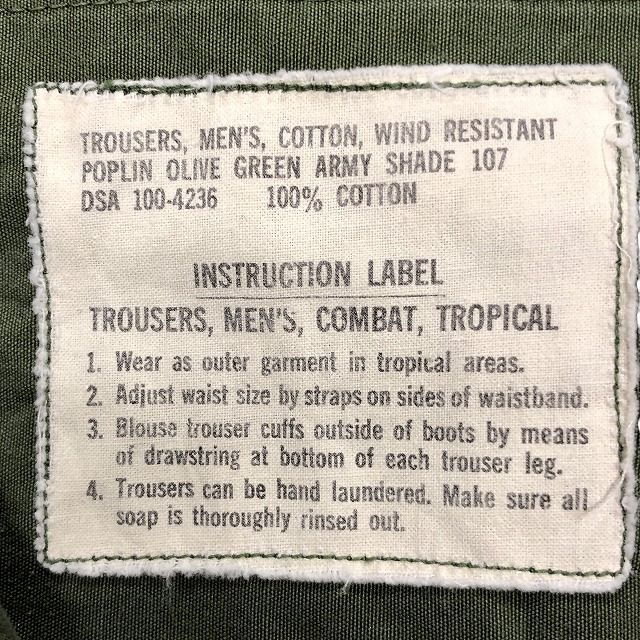 TROUSERS, MEN'S, COTTON, WIND RESISTANT
POPLIN OLIVE GREEN ARMY SHADE 107
DSA 100-4236 100% COTTON
INSTRUCTION LABEL
TROUSERS, MEN'S, COMBAT, TROPICAL
1. Wear as outer garment in tropical areas.
2. Adjust waist size by straps on sides of waistband.
3. Blouse trouser cuffs outside of boots by means
of drawstring at bottom of each trouser leg.
4. Trousers can be hand laundered. Make sure all
soap is thoroughly rinsed out.